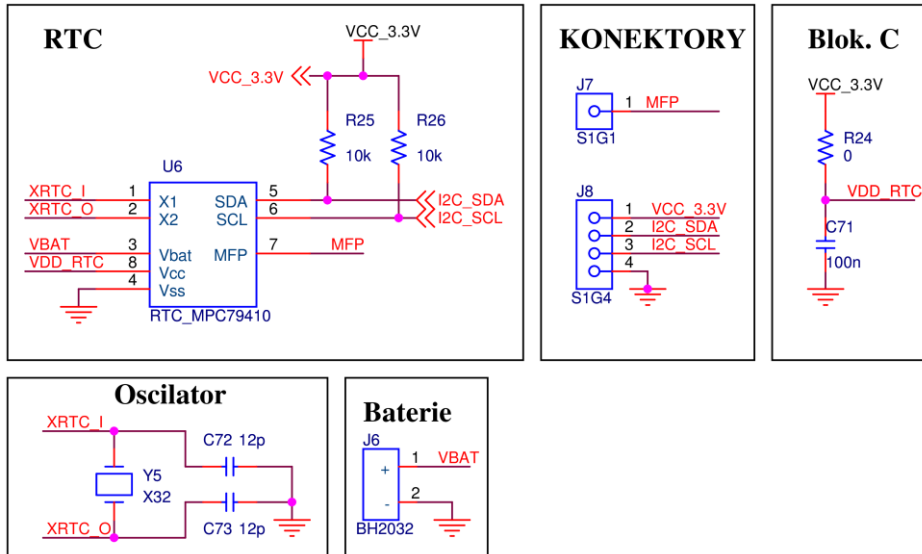 RTC
VCC_3.3V
VCC_3.3V
R25
10k
R26
10k
U6
XRTC_I
1
X1
SDA
5
I2C_SDA
XRTC_O
2
X2
SCL
6
I2C_SCL
VBAT
3
Vbat
MFP
7
MFP
VDD_RTC
8
Vcc
4
Vss
RTC_MPC79410
KONEKTORY
J7
1
MFP
S1G1
J8
1
VCC_3.3V
2
I2C_SDA
3
I2C_SCL
4
S1G4
Blok. C
VCC_3.3V
R24
0
VDD_RTC
C71
100n
Oscilator
XRTC_I
C72 12p
Y5
X32
XRTC_O
C73 12p
Baterie
J6
+
1
VBAT
-
2
BH2032